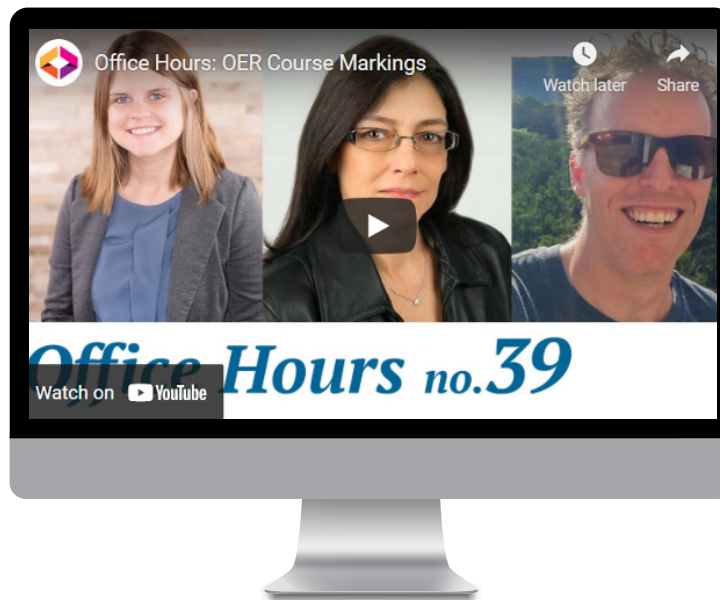 Office Hours: OER Course Markings
Watch later
Share
Office Hours no.39
Watch on YouTube